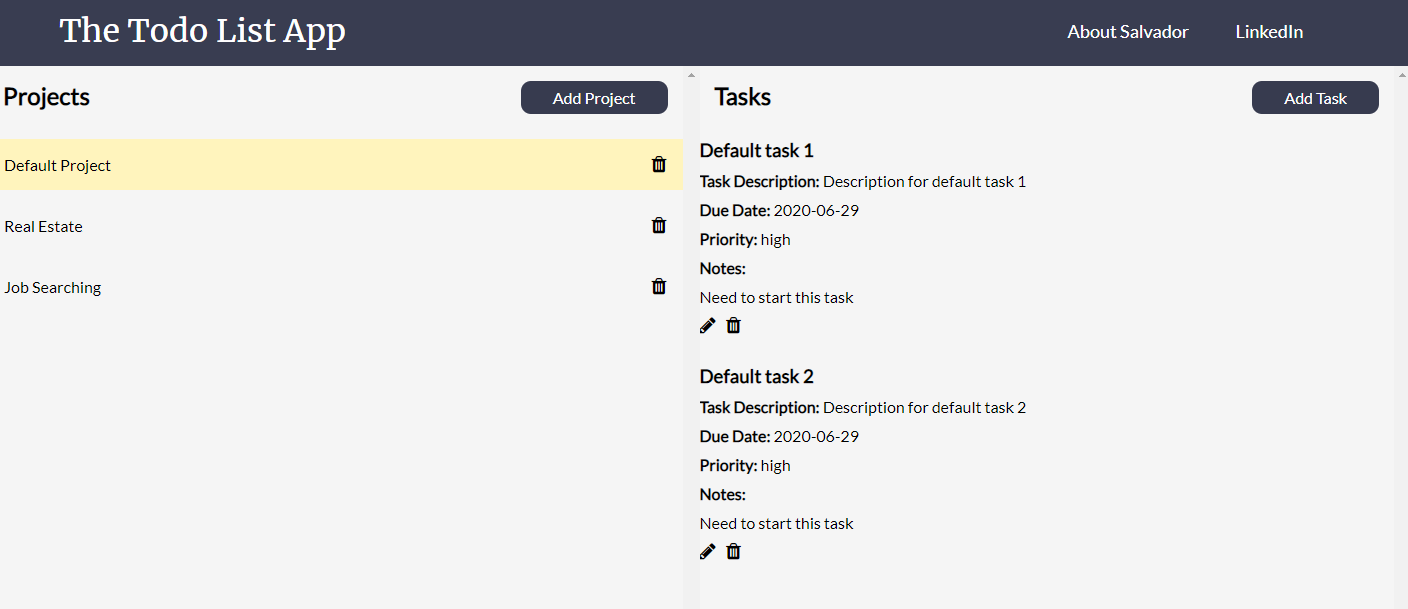 The Todo List App
About Salvador
LinkedIn
Projects
Add Project
Default Project
Real Estate
Job Searching
Tasks
Add Task
Default task 1
Task Description: Description for default task 1
Due Date: 2020-06-29
Priority: high
Notes:
Need to start this task
Default task 2
Task Description: Description for default task 2
Due Date: 2020-06-29
Priority: high
Notes:
Need to start this task